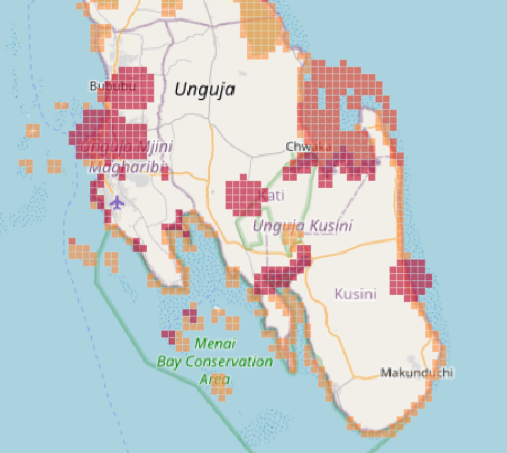 Bububu
Unguja
Unguja Mjini
Magharibi
Chwaka
Kati
Unguja Kusini
Kusini
Menai
Bay Conservation
Area
Makunduchi